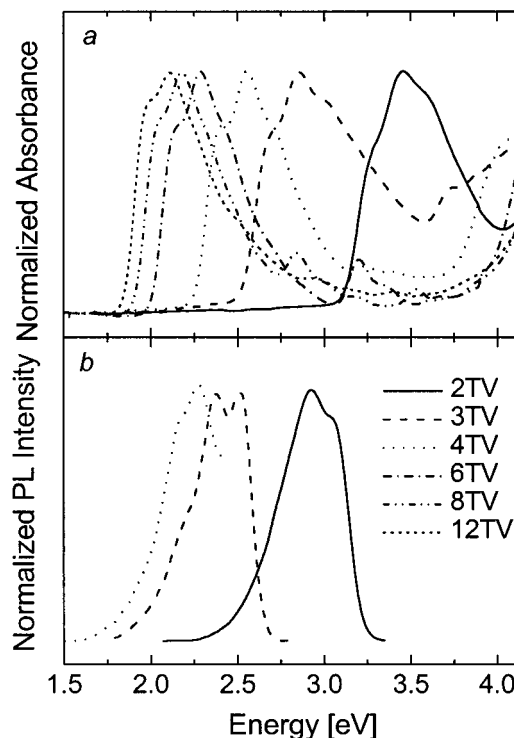 a
Normalized Absorbance
b
Normalized PL Intensity
2TV
3TV
4TV
6TV
8TV
12TV
1.5 2.0 2.5 3.0 3.5 4.0
Energy [eV]